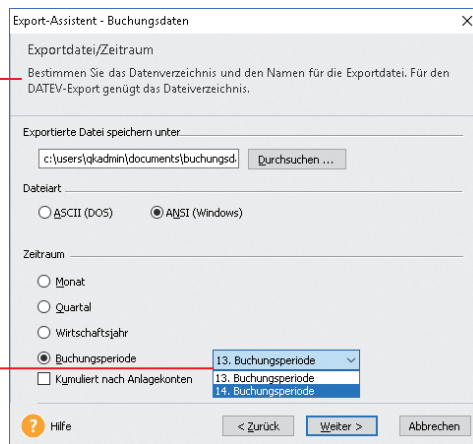 Export-Assistent - Buchungsdaten
Exportdatei/Zeitraum
Bestimmen Sie das Datenverzeichnis und den Namen für die Exportdatei. Für den
DATEV-Export genügt das Dateiverzeichnis.
Exportierte Datei speichern unter
c:\users\qkadmin\documents\buchungsd. Durchsuchen ...
Dateiart
ASCII (DOS) ANSI (Windows)
Zeitraum
Monat
Quartal
Wirtschaftsjahr
Buchungsperiode 13. Buchungsperiode
Kumuliert nach Anlagekonten 13. Buchungsperiode
14. Buchungsperiode
? Hilfe < Zurück Weiter > Abbrechen